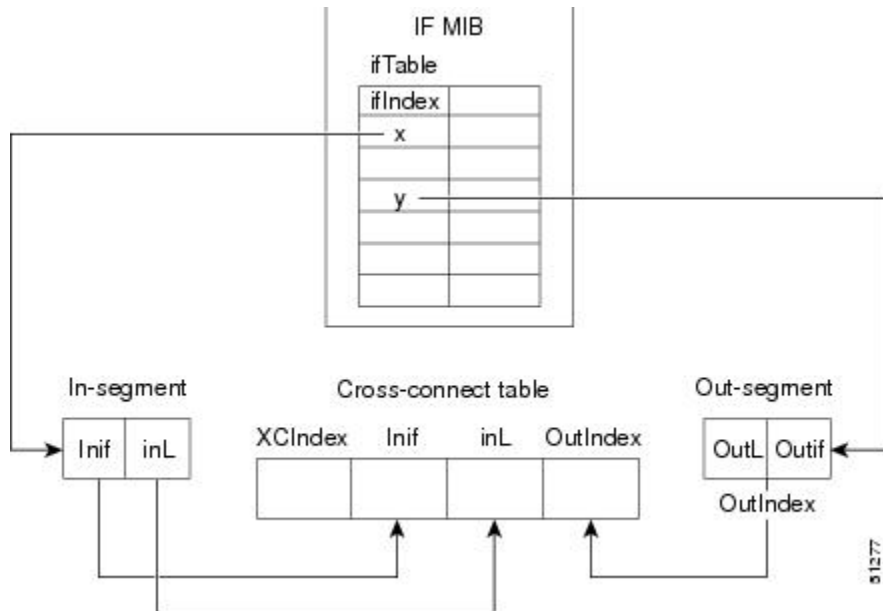 IF MIB
ifTable
ifIndex
x
y
In-segment
Cross-connect table
Out-segment
XCIndex Inif inL OutIndex
Inif inL
OutL Outif
OutIndex
51277